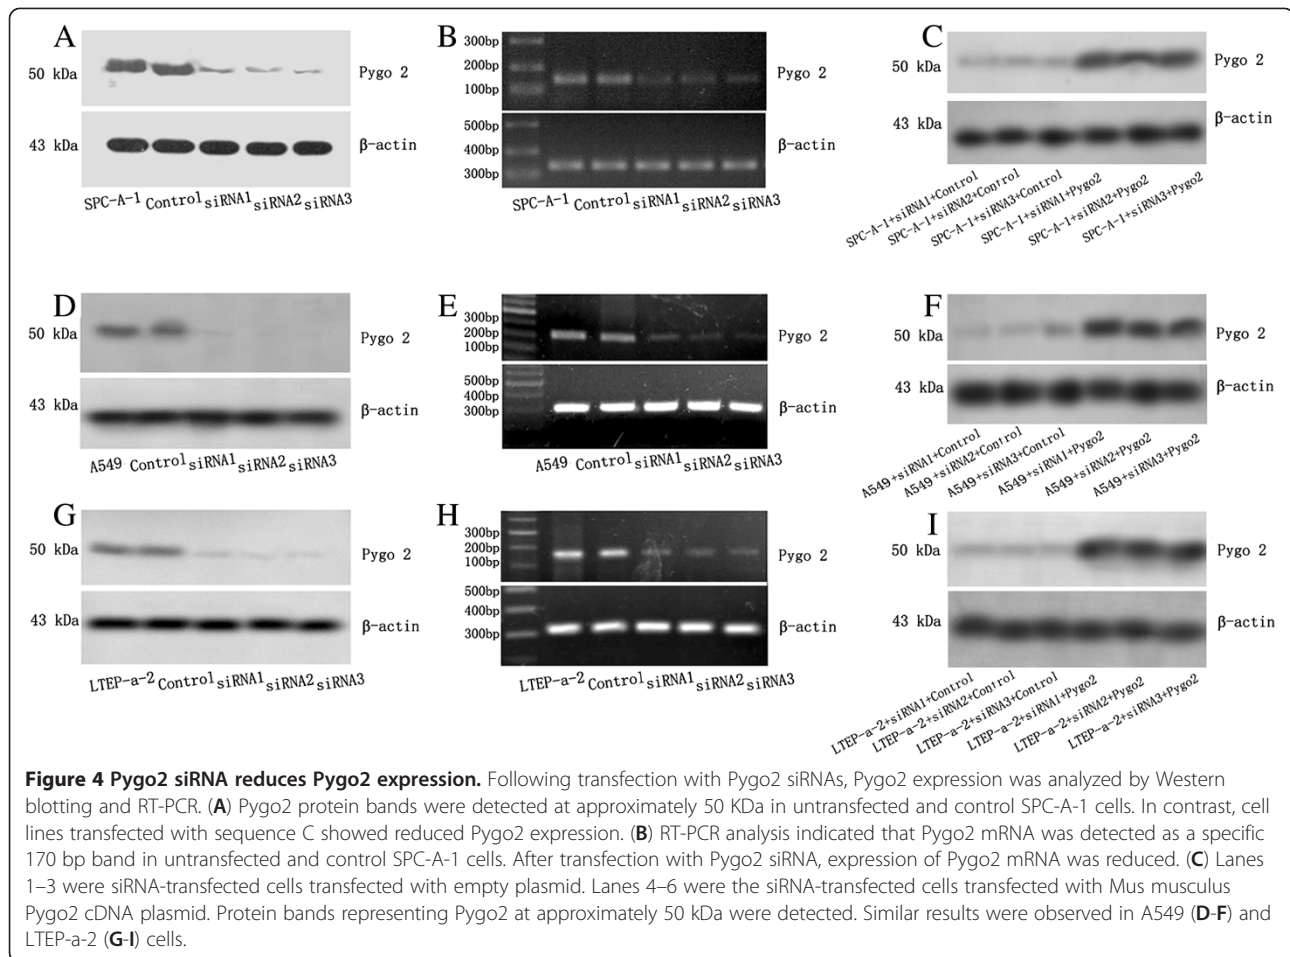 A
50 kDa
Pygo 2
43 kDa
β-actin
SPC-A-1 Control siRNA1 siRNA2 siRNA3
B
300bp
200bp
100bp
Pygo 2
500bp
400bp
300bp
β-actin
SPC-A-1 Control siRNA1 siRNA2 siRNA3
C
50 kDa
Pygo 2
43 kDa
β-actin
SPC-A-1+siRNA1+Control
SPC-A-1+siRNA2+Control
SPC-A-1+siRNA3+Control
SPC-A-1+siRNA1+Pygo2
SPC-A-1+siRNA2+Pygo2
SPC-A-1+siRNA3+Pygo2
D
50 kDa
Pygo 2
43 kDa
β-actin
A549 Control siRNA1 siRNA2 siRNA3
E
300bp
200bp
100bp
Pygo 2
500bp
400bp
300bp
β-actin
A549 Control siRNA1 siRNA2 siRNA3
F
50 kDa
Pygo 2
43 kDa
β-actin
A549+siRNA1+Control
A549+siRNA2+Control
A549+siRNA3+Control
A549+siRNA1+Pygo2
A549+siRNA2+Pygo2
A549+siRNA3+Pygo2
G
50 kDa
Pygo 2
43 kDa
β-actin
LTEP-a-2 Control siRNA1 siRNA2 siRNA3
H
300bp
200bp
100bp
Pygo 2
500bp
400bp
300bp
β-actin
LTEP-a-2 Control siRNA1 siRNA2 siRNA3
I
50 kDa
Pygo 2
43 kDa
β-actin
LTEP-a-2+siRNA1+Control
LTEP-a-2+siRNA2+Control
LTEP-a-2+siRNA3+Control
LTEP-a-2+siRNA1+Pygo2
LTEP-a-2+siRNA2+Pygo2
LTEP-a-2+siRNA3+Pygo2
Figure 4 Pygo2 siRNA reduces Pygo2 expression. Following transfection with Pygo2 siRNAs, Pygo2 expression was analyzed by Western
blotting and RT-PCR. (A) Pygo2 protein bands were detected at approximately 50 KDa in untransfected and control SPC-A-1 cells. In contrast, cell
lines transfected with sequence C showed reduced Pygo2 expression. (B) RT-PCR analysis indicated that Pygo2 mRNA was detected as a specific
170 bp band in untransfected and control SPC-A-1 cells. After transfection with Pygo2 siRNA, expression of Pygo2 mRNA was reduced. (C) Lanes
1–3 were siRNA-transfected cells transfected with empty plasmid. Lanes 4–6 were the siRNA-transfected cells transfected with Mus musculus
Pygo2 cDNA plasmid. Protein bands representing Pygo2 at approximately 50 kDa were detected. Similar results were observed in A549 (D-F) and
LTEP-a-2 (G-I) cells.